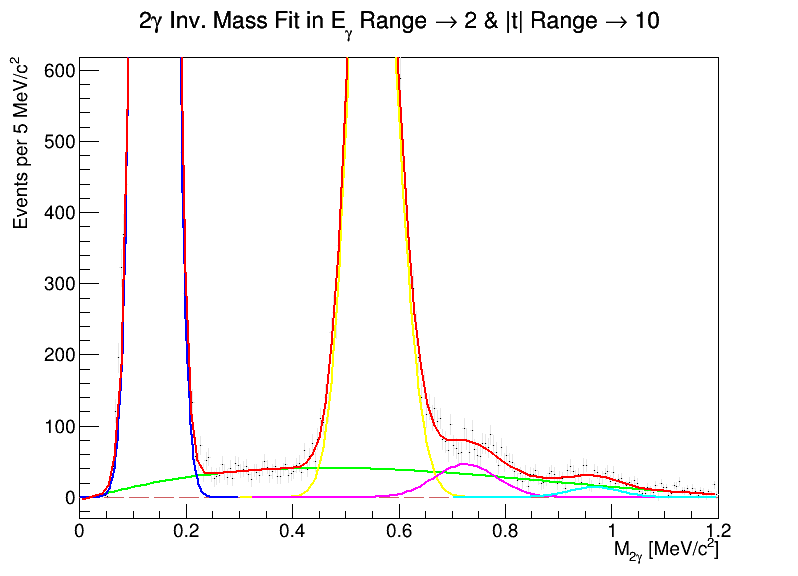 2γ Inv. Mass Fit in Eγ Range → 2 & |t| Range → 10
Events per 5 MeV/c²
600
500
400
300
200
100
0
0 0.2 0.4 0.6 0.8 1 1.2
M2γ [MeV/c²]